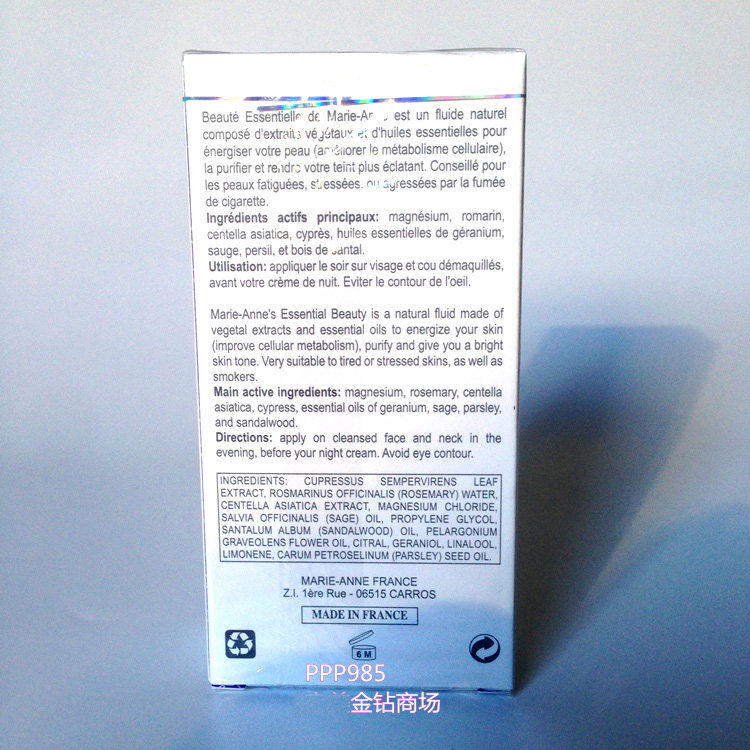 Beauté Essentielle de Marie-Anne est un fluide naturel
composé d'extraits végétaux et d'huiles essentielles pour
énergiser votre peau (améliorer le métabolisme cellulaire),
la purifier et rendre votre teint plus éclatant. Conseillé pour
les peaux fatiguées, stressées, ou agressées par la fumée
de cigarette.
Ingrédients actifs principaux: magnésium, romarin,
centella asiatica, cyprès, huiles essentielles de géranium,
sauge, persil, et bois de santal.
Utilisation: appliquer le soir sur visage et cou démaquillés,
avant votre crème de nuit. Eviter le contour de l'oeil.
Marie-Anne's Essential Beauty is a natural fluid made of
vegetal extracts and essential oils to energize your skin
(improve cellular metabolism), purify and give you a bright
skin tone. Very suitable to tired or stressed skins, as well as
smokers.
Main active ingredients: magnesium, rosemary, centella
asiatica, cypress, essential oils of geranium, sage, parsley,
and sandalwood.
Directions: apply on cleansed face and neck in the
evening, before your night cream. Avoid eye contour.
INGREDIENTS: CUPRESSUS SEMPERVIRENS LEAF
EXTRACT, ROSMARINUS OFFICINALIS (ROSEMARY) WATER,
CENTELLA ASIATICA EXTRACT, MAGNESIUM CHLORIDE,
SALVIA OFFICINALIS (SAGE) OIL, PROPYLENE GLYCOL,
SANTALUM ALBUM (SANDALWOOD) OIL, PELARGONIUM
GRAVEOLENS FLOWER OIL, CITRAL, GERANIOL, LINALOOL,
LIMONENE, CARUM PETROSELINUM (PARSLEY) SEED OIL.
MARIE-ANNE FRANCE
Z.I. 1ère Rue - 06515 CARROS
MADE IN FRANCE
6 M
PPP985
金钻商场